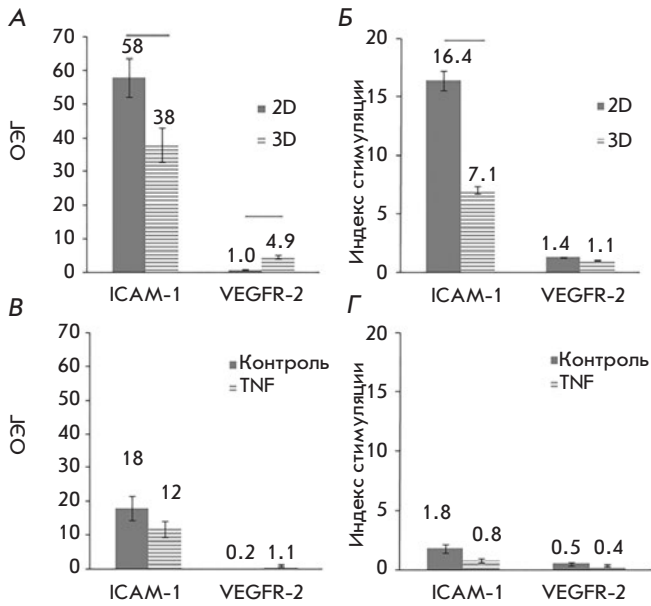 А
ОЭГ
70
60
50
40
30
20
10
0
58
38
1.0
4.9
2D
3D
ICAM-1 VEGFR-2
Б
Индекс стимуляции
20
15
10
5
0
16.4
7.1
1.4
1.1
2D
3D
ICAM-1 VEGFR-2
В
ОЭГ
70
60
50
40
30
20
10
0
18
12
0.2
1.1
Контроль
TNF
ICAM-1 VEGFR-2
Г
Индекс стимуляции
20
15
10
5
0
1.8
0.8
0.5
0.4
Контроль
TNF
ICAM-1 VEGFR-2